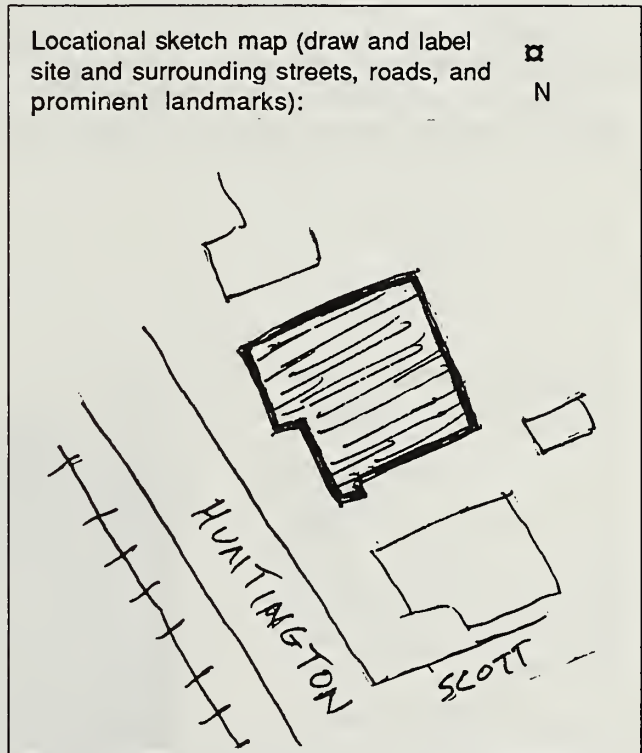 Locational sketch map (draw and label
site and surrounding streets, roads, and
prominent landmarks):
¤
N
HUNTINGTON
SCOTT